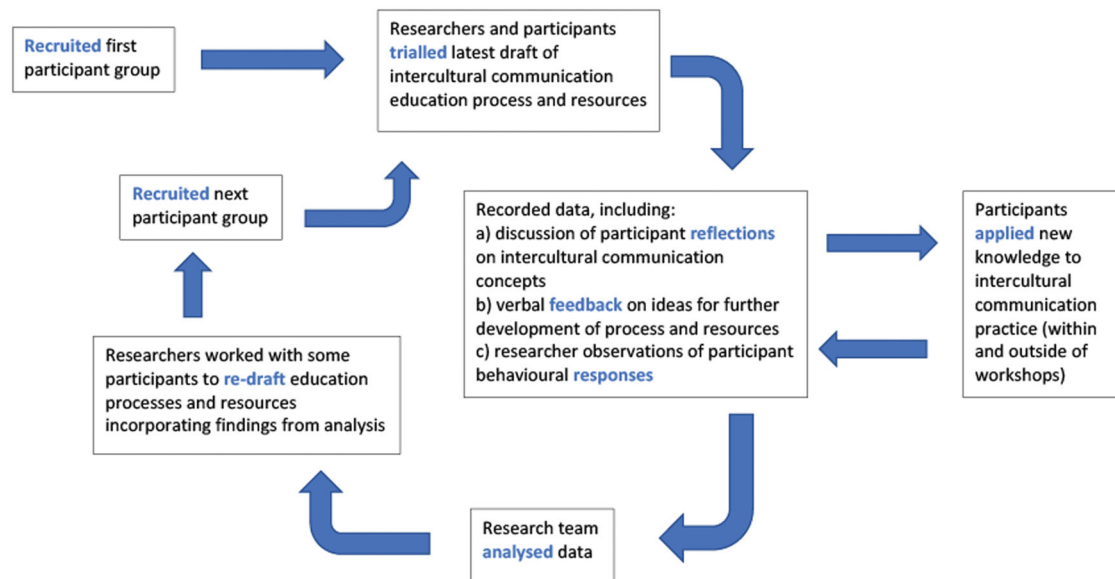 Recruited first
participant group
Researchers and participants
trialled latest draft of
intercultural communication
education process and resources
Recruited next
participant group
Recorded data, including:
a) discussion of participant reflections
on intercultural communication
concepts
b) verbal feedback on ideas for further
development of process and resources
c) researcher observations of participant
behavioural responses
Participants
applied new
knowledge to
intercultural
communication
practice (within
and outside of
workshops)
Researchers worked with some
participants to re-draft education
processes and resources
incorporating findings from analysis
Research team
analysed data